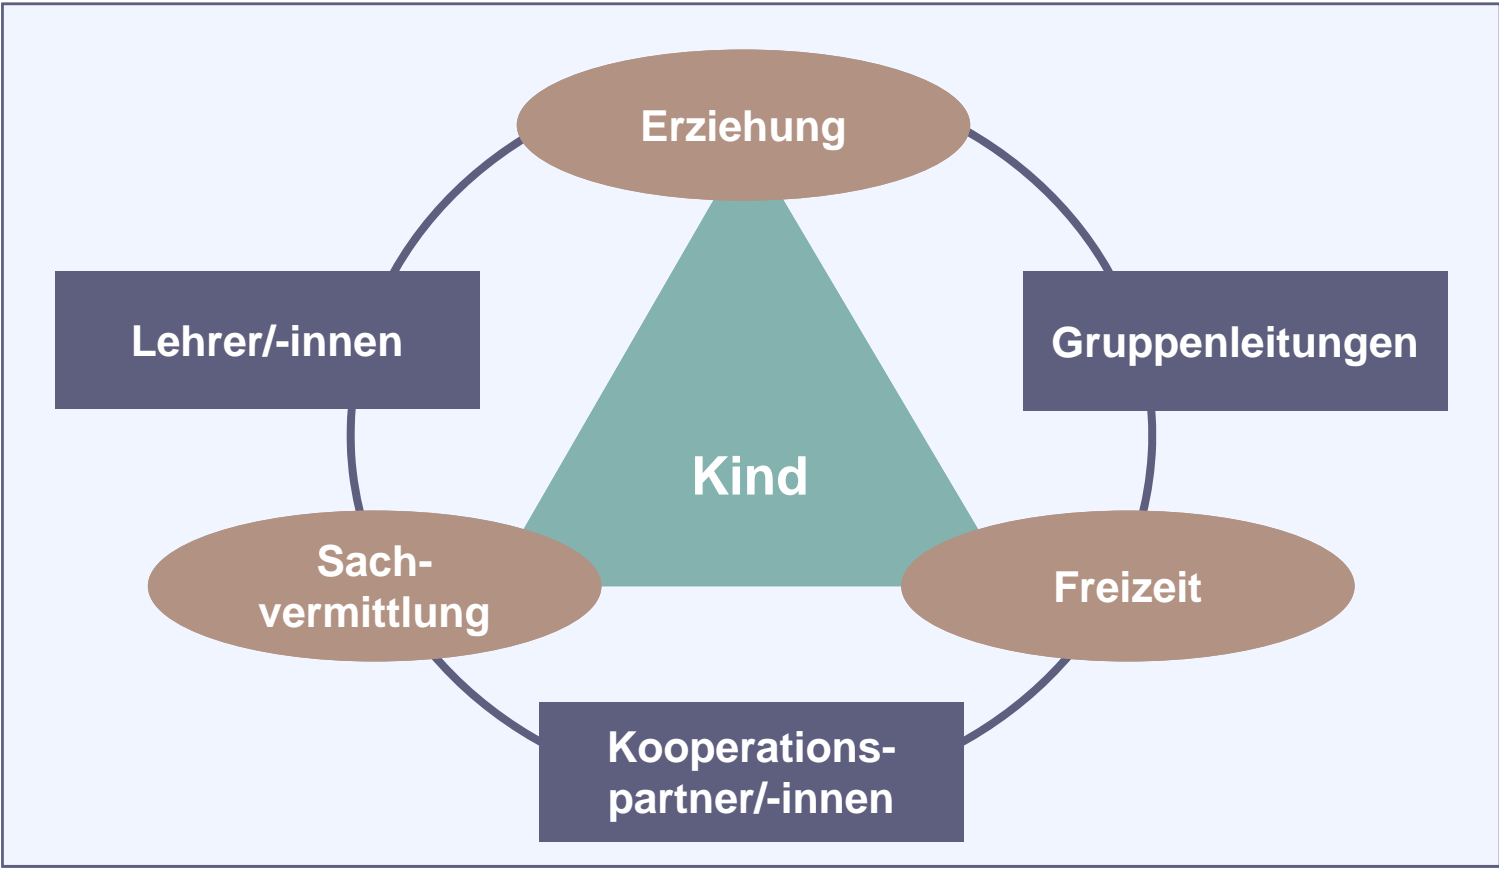 Erziehung
Lehrer/-innen
Gruppenleitungen
Kind
Sach-
vermittlung
Freizeit
Kooperations-
partner/-innen